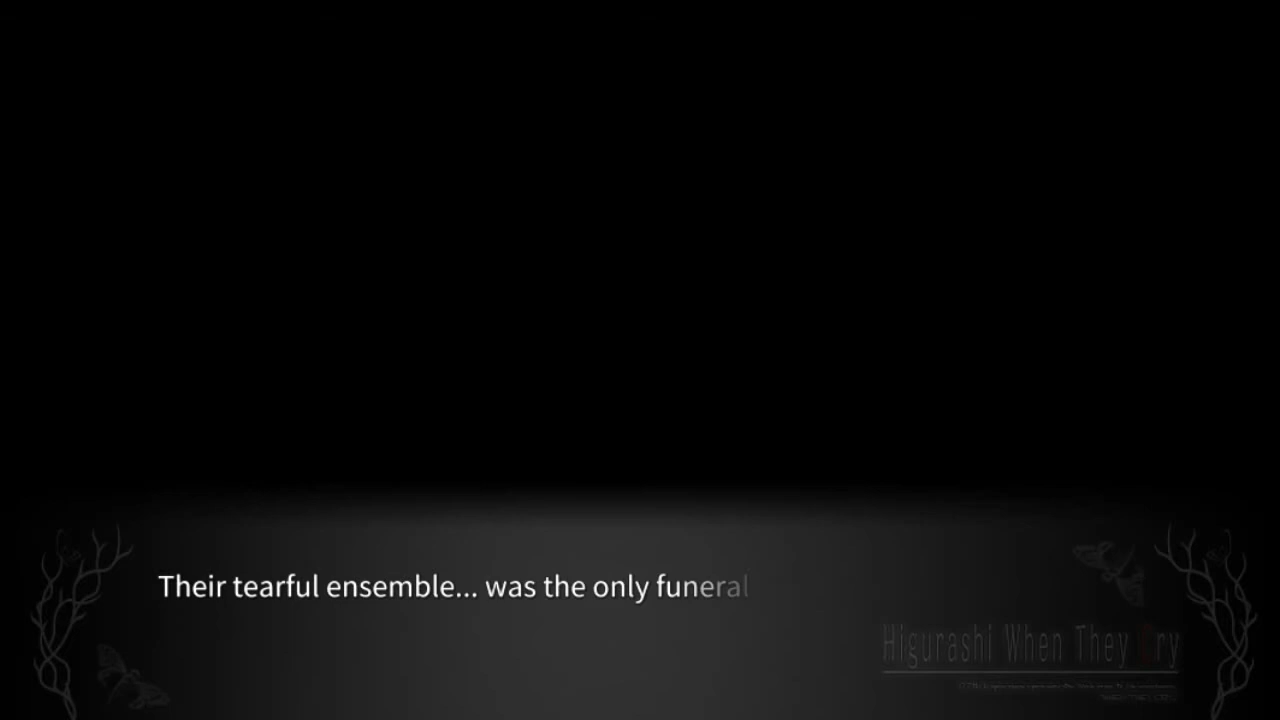 Their tearful ensemble... was the only funeral
Higurashi When They Cry